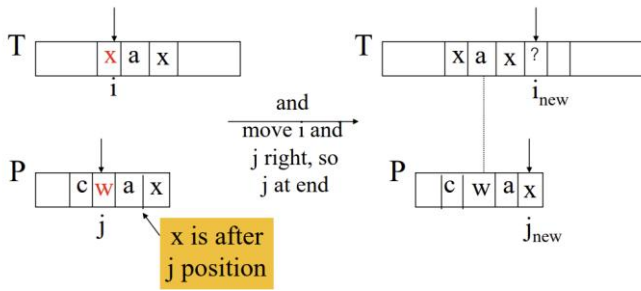 T
x a x
i
P
c w a x
j
x is after
j position
and
move i and
j right, so
j at end
T
x a x ?
i new
P
c w a x
j new